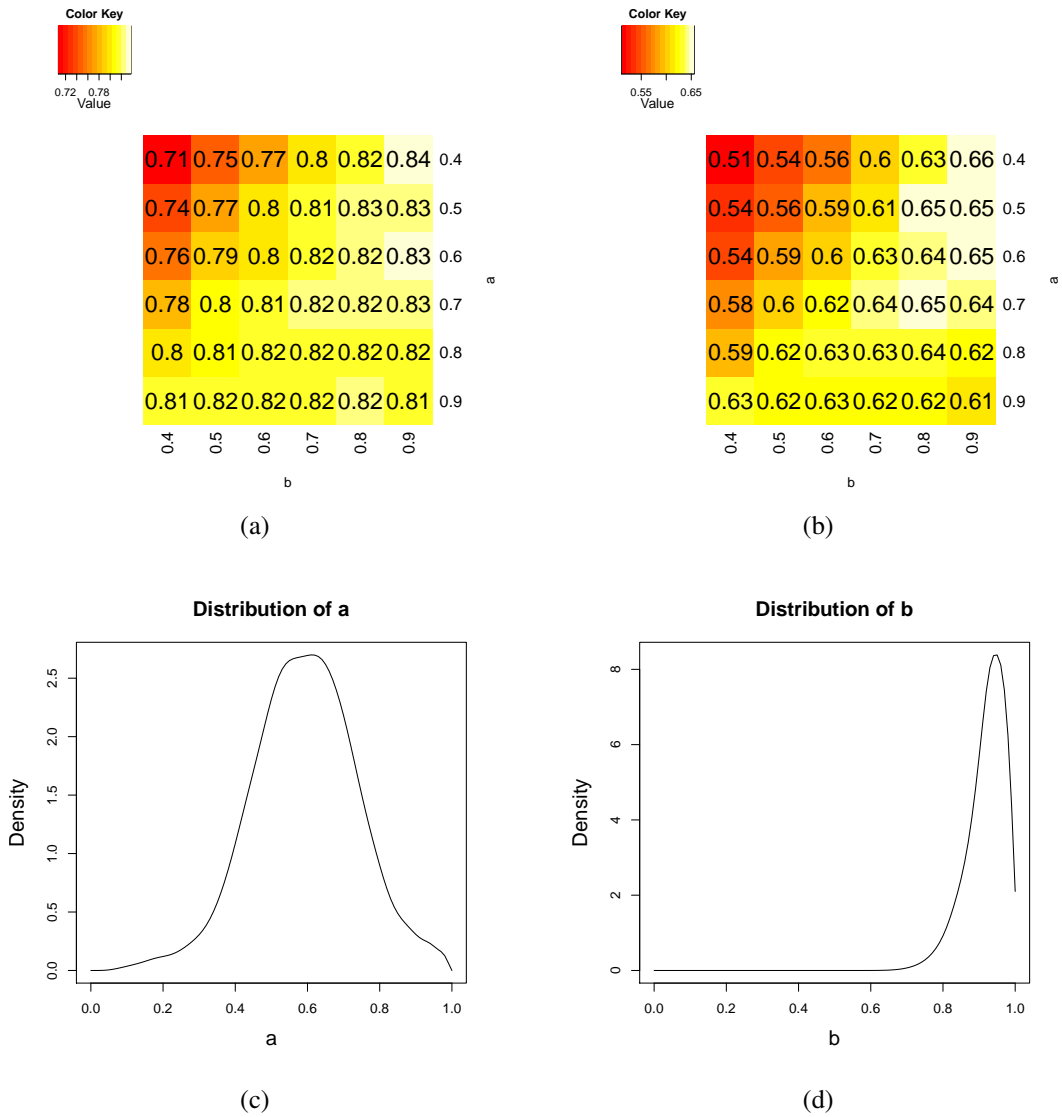 Color Key
0.72 0.78
Value
0.71 0.75 0.77 0.8 0.82 0.84 0.4
0.74 0.77 0.8 0.81 0.83 0.83 0.5
0.76 0.79 0.8 0.82 0.82 0.83 0.6
a
0.78 0.8 0.81 0.82 0.82 0.83 0.7
0.8 0.81 0.82 0.82 0.82 0.82 0.8
0.81 0.82 0.82 0.82 0.82 0.81 0.9
0.4 0.5 0.6 0.7 0.8 0.9
b
(a)
Color Key
0.55 0.65
Value
0.51 0.54 0.56 0.6 0.63 0.66 0.4
0.54 0.56 0.59 0.61 0.65 0.65 0.5
0.54 0.59 0.6 0.63 0.64 0.65 0.6
a
0.58 0.6 0.62 0.64 0.65 0.64 0.7
0.59 0.62 0.63 0.63 0.64 0.62 0.8
0.63 0.62 0.63 0.62 0.62 0.61 0.9
0.4 0.5 0.6 0.7 0.8 0.9
b
(b)
Distribution of a
Density
2.5
2.0
1.5
1.0
0.5
0.0
0.0 0.2 0.4 0.6 0.8 1.0
a
(c)
Distribution of b
Density
8
6
4
2
0
0.0 0.2 0.4 0.6 0.8 1.0
b
(d)